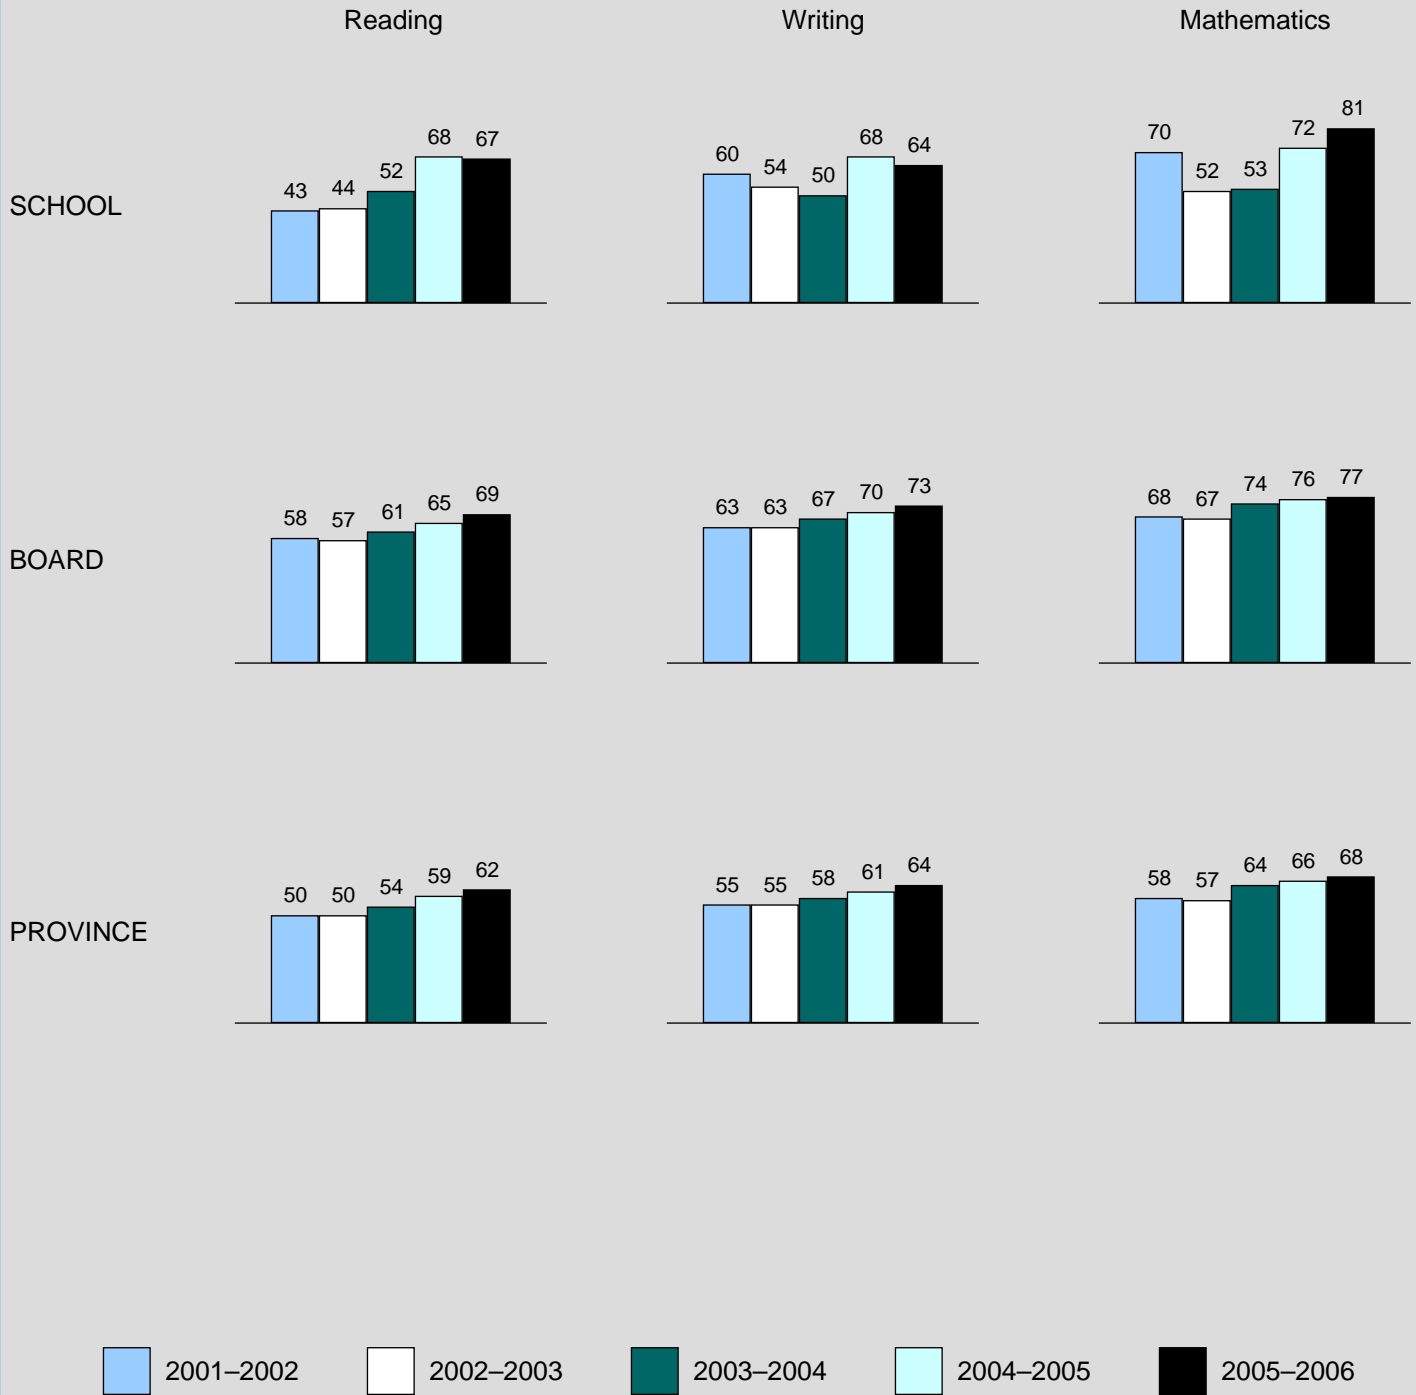 Reading Writing Mathematics
SCHOOL
43 44 52 68 67
60 54 50 68 64
70 52 53 72 81
BOARD
58 57 61 65 69
63 63 67 70 73
68 67 74 76 77
PROVINCE
50 50 54 59 62
55 55 58 61 64
58 57 64 66 68
2001–2002 2002–2003 2003–2004 2004–2005 2005–2006